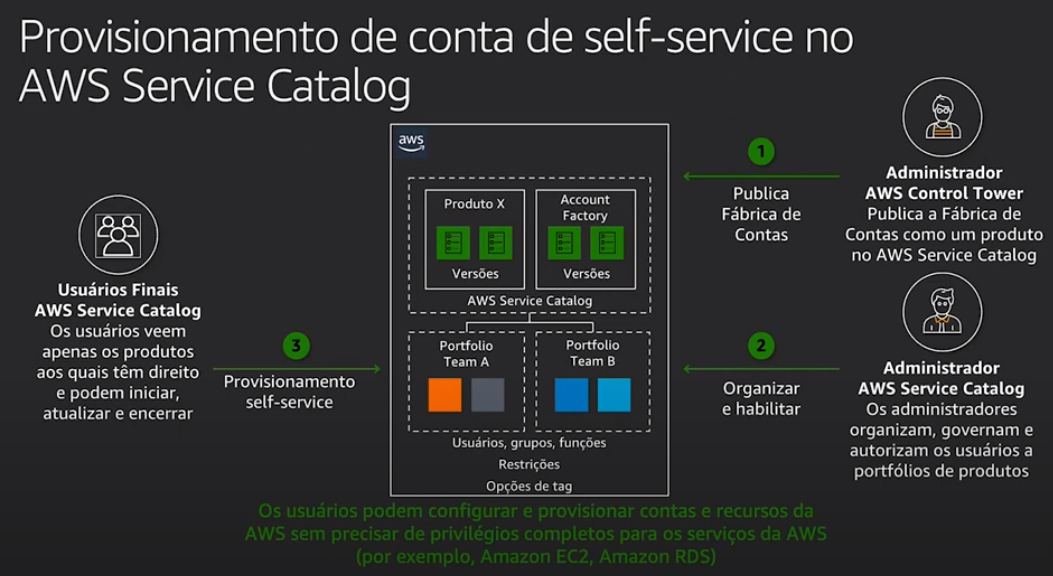 Provisionamento de conta de self-service no
AWS Service Catalog
aws
Produto X
Versões
Account
Factory
Versões
AWS Service Catalog
Portfolio
Team A
Portfolio
Team B
Usuários, grupos, funções
Restrições
Opções de tag
1
Publica
Fábrica de
Contas
Administrador
AWS Control Tower
Publica a Fábrica de
Contas como um produto
no AWS Service Catalog
2
Organizar
e habilitar
Administrador
AWS Service Catalog
Os administradores
organizam, governam e
autorizam os usuários a
portfólios de produtos
Usuários Finais
AWS Service Catalog
Os usuários veem
apenas os produtos
aos quais têm direito
e podem iniciar,
atualizar e encerrar
3
Provisionamento
self-service
Os usuários podem configurar e provisionar contas e recursos da
AWS sem precisar de privilégios completos para os serviços da AWS
(por exemplo, Amazon EC2, Amazon RDS)